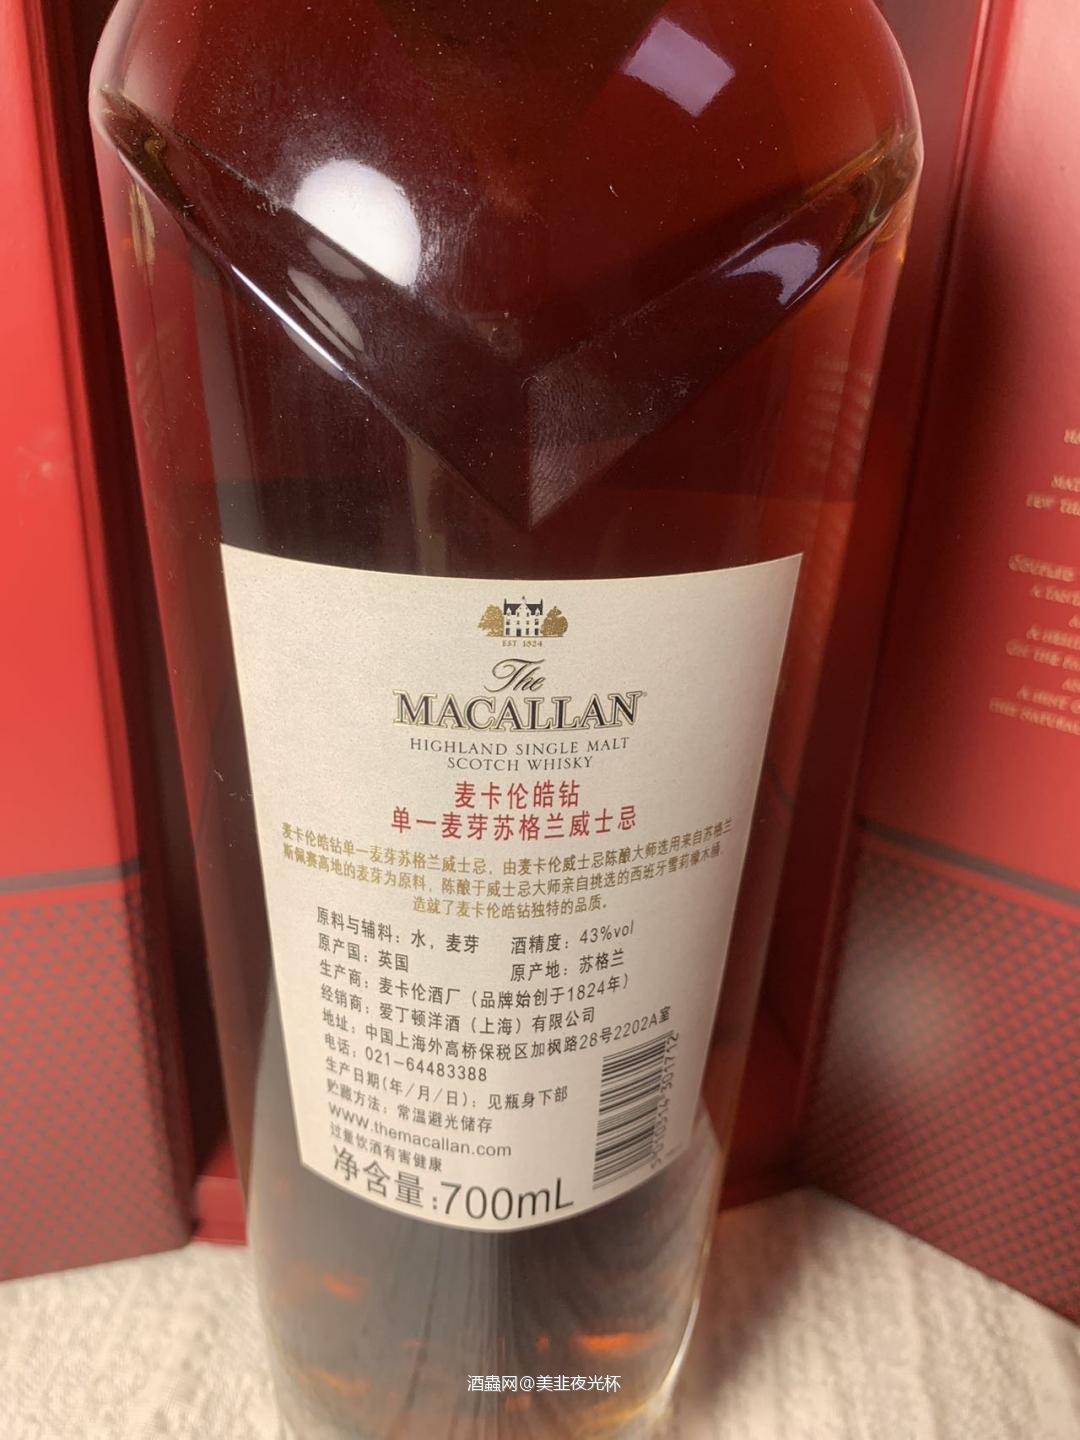 EST 1824
The
MACALLAN
HIGHLAND SINGLE MALT
SCOTCH WHISKY
麦卡伦皓钻
单一麦芽苏格兰威士忌
麦卡伦皓钻单一麦芽苏格兰威士忌，由麦卡伦威士忌陈酿大师选用来自苏格兰
斯佩赛高地的麦芽为原料，陈酿于威士忌大师亲自挑选的西班牙雪莉橡木桶，
造就了麦卡伦皓钻独特的品质。
原料与辅料：水，麦芽 酒精度：43%vol
原产国：英国 原产地：苏格兰
生产商：麦卡伦酒厂（品牌始创于1824年）
经销商：爱丁顿洋酒（上海）有限公司
地址：中国上海外高桥保税区加枫路28号2202A室
电话：021-64483388
生产日期(年/月/日)：见瓶身下部
贮藏方法：常温避光储存
www.themacallan.com
过量饮酒有害健康
净含量:700mL
酒蟲网@美韭夜光杯